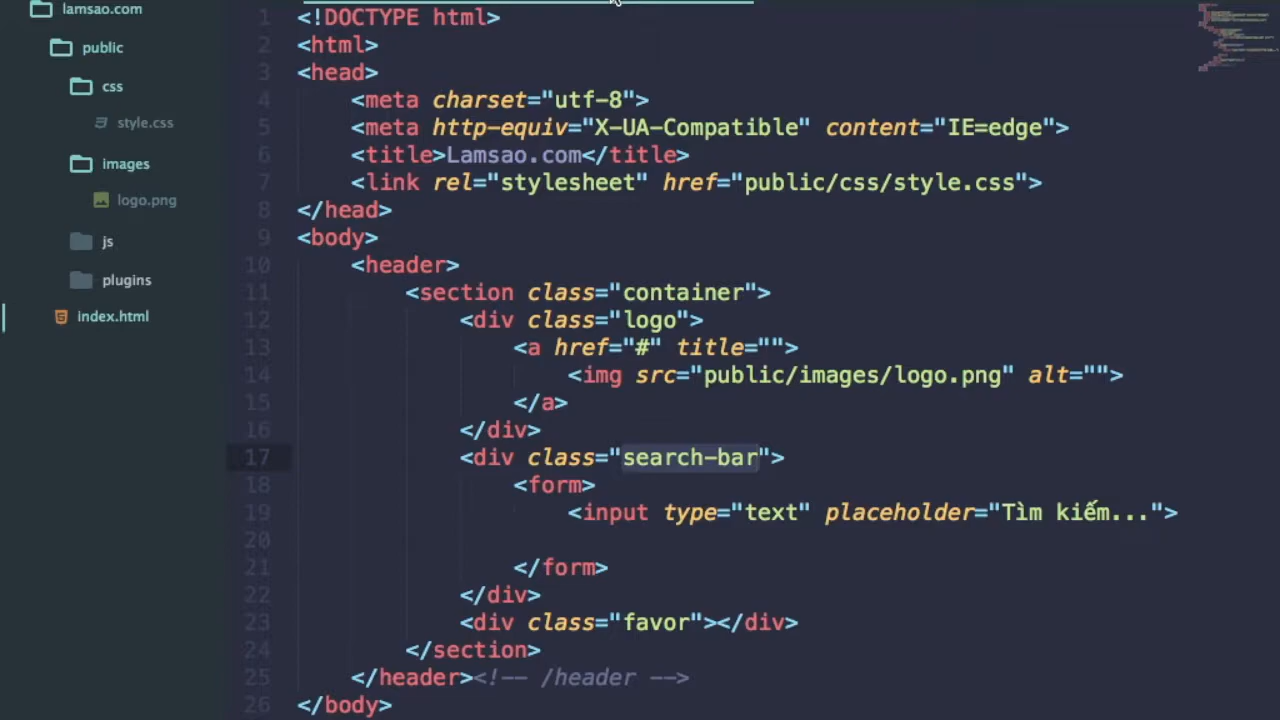 lamsao.com
public
css
style.css
images
logo.png
js
plugins
index.html
1 <!DOCTYPE html>
2 <html>
3 <head>
4 <meta charset="utf-8">
5 <meta http-equiv="X-UA-Compatible" content="IE=edge">
6 <title>Lamsao.com</title>
7 <link rel="stylesheet" href="public/css/style.css">
8 </head>
9 <body>
10 <header>
11 <section class="container">
12 <div class="logo">
13 <a href="#" title="">
14 <img src="public/images/logo.png" alt="">
15 </a>
16 </div>
17 <div class="search-bar">
18 <form>
19 <input type="text" placeholder="Tìm kiếm...">
20
21 </form>
22 </div>
23 <div class="favor"></div>
24 </section>
25 </header><!-- /header -->
26 </body>